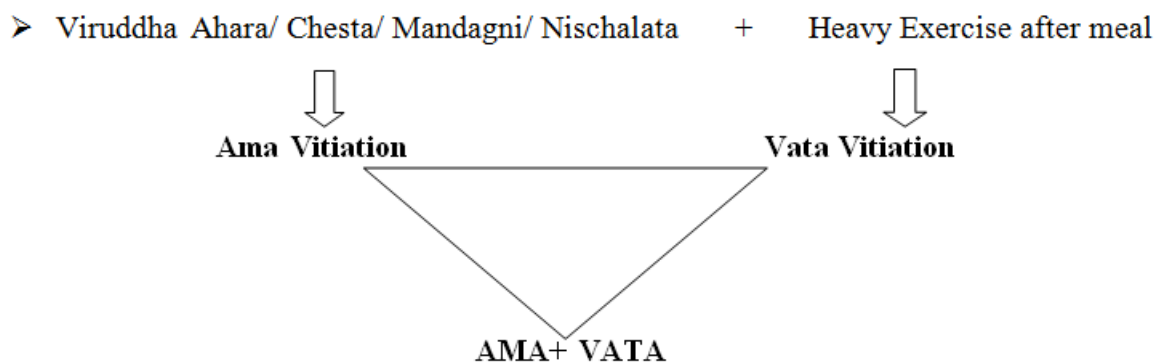 ➢ Viruddha Ahara/ Chesta/ Mandagni/ Nischalata + Heavy Exercise after meal
Ama Vitiation Vata Vitiation
AMA+ VATA